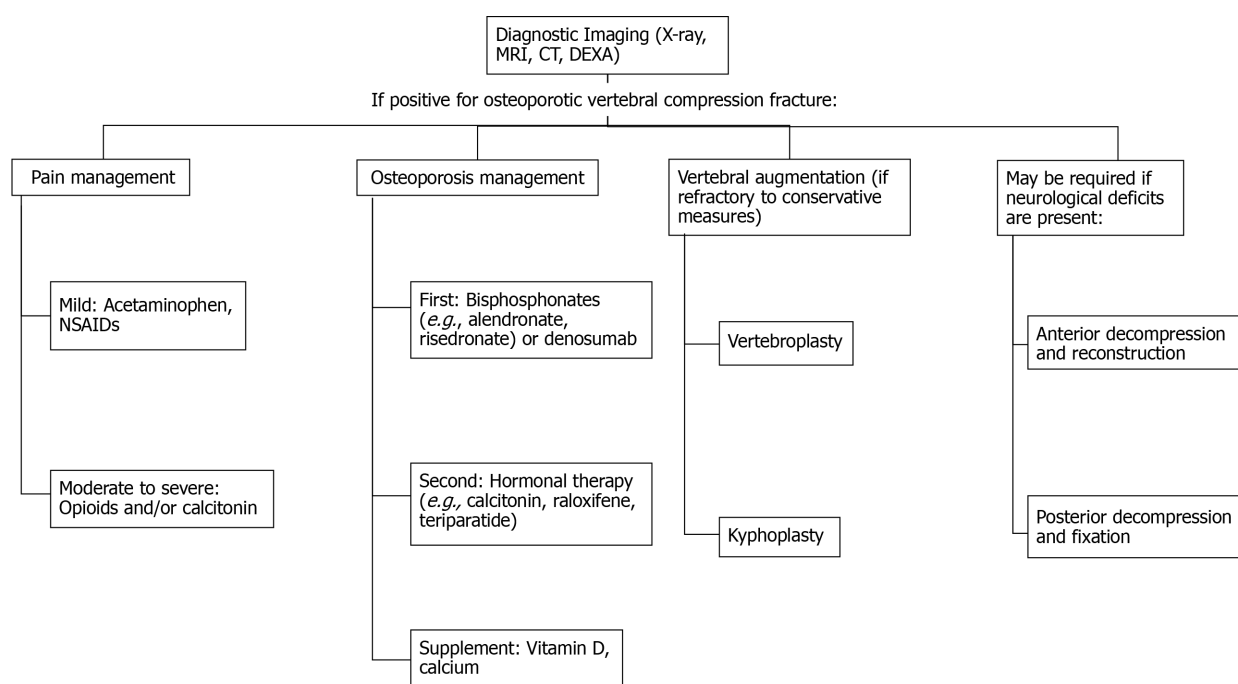 Diagnostic Imaging (X-ray,
MRI, CT, DEXA)
If positive for osteoporotic vertebral compression fracture:
Pain management
Osteoporosis management
Vertebral augmentation (if
refractory to conservative
measures)
May be required if
neurological deficits
are present:
Mild: Acetaminophen,
NSAIDs
Moderate to severe:
Opioids and/or calcitonin
First: Bisphosphonates
(e.g., alendronate,
risedronate) or denosumab
Second: Hormonal therapy
(e.g., calcitonin, raloxifene,
teriparatide)
Supplement: Vitamin D,
calcium
Vertebroplasty
Kyphoplasty
Anterior decompression
and reconstruction
Posterior decompression
and fixation